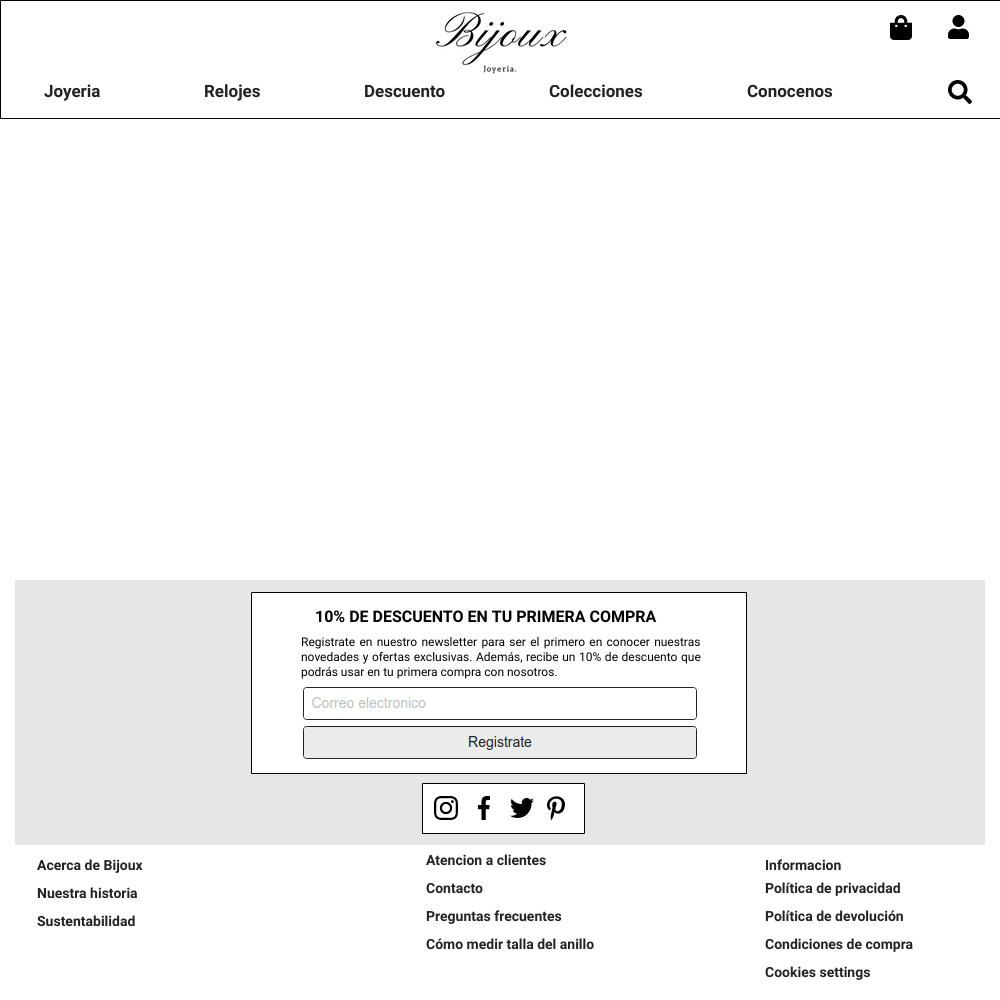 Bijoux
Joyeria.
Joyeria Relojes Descuento Colecciones Conocenos
10% DE DESCUENTO EN TU PRIMERA COMPRA
Registrate en nuestro newsletter para ser el primero en conocer nuestras
novedades y ofertas exclusivas. Además, recibe un 10% de descuento que
podrás usar en tu primera compra con nosotros.
Correo electronico
Registrate
Acerca de Bijoux
Nuestra historia
Sustentabilidad
Atencion a clientes
Contacto
Preguntas frecuentes
Cómo medir talla del anillo
Informacion
Política de privacidad
Política de devolución
Condiciones de compra
Cookies settings